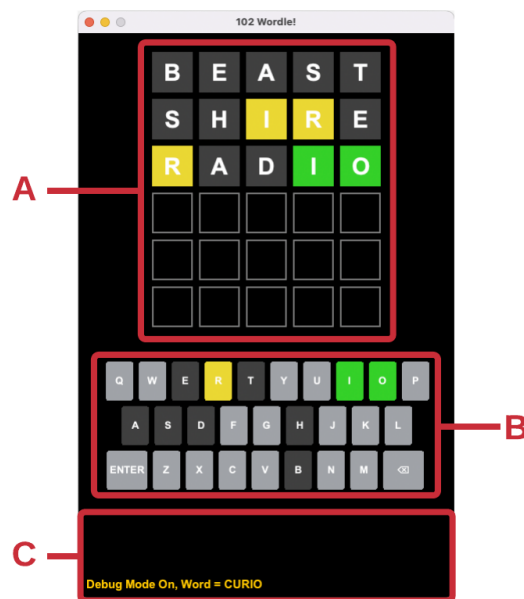 102 Wordle!
B E A S T
S H I R E
A
R A D I O
Q W E R T Y U I O P
A S D F G H J K L
B
ENTER Z X C V B N M ⌫
C
Debug Mode On, Word = CURIO